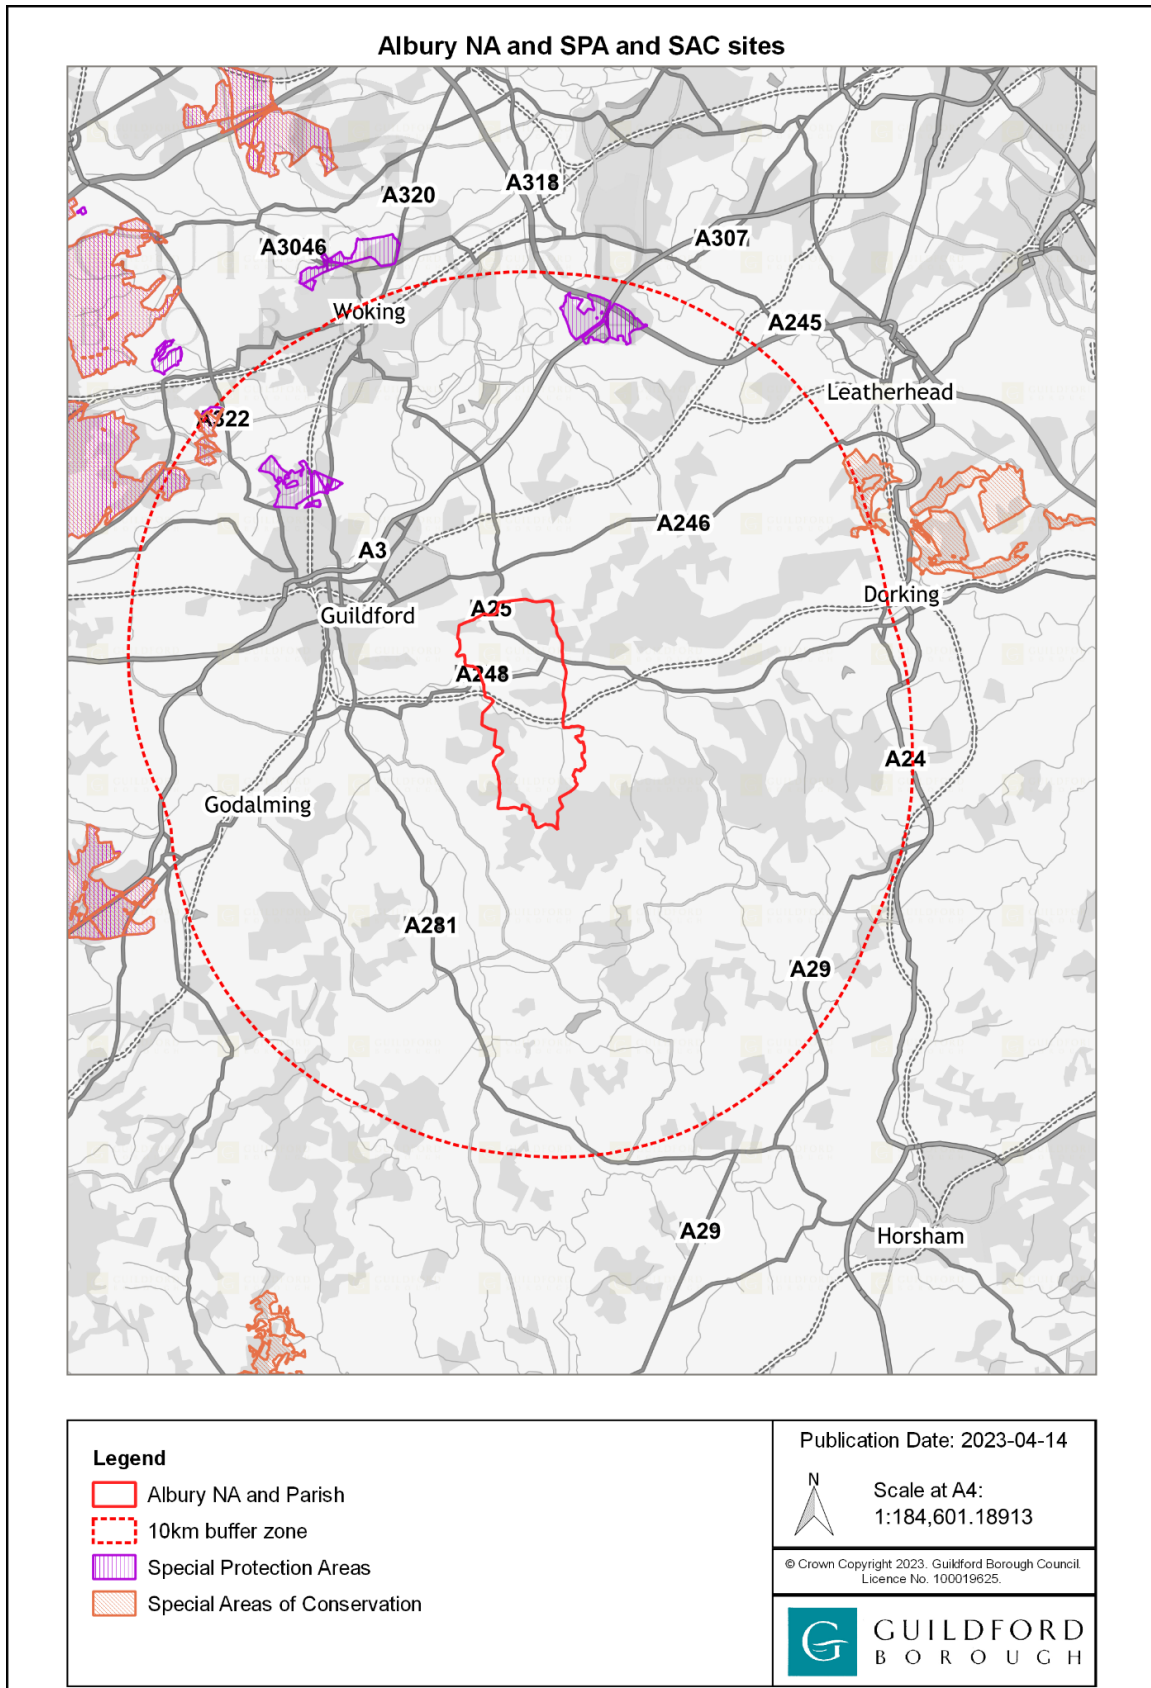 Albury NA and SPA and SAC sites
A320
A318
A3046
A307
Woking
A245
Leatherhead
A322
A246
A3
Dorking
A25
Guildford
A248
A24
Godalming
A281
A29
A29
Horsham
Legend
Albury NA and Parish
10km buffer zone
Special Protection Areas
Special Areas of Conservation
Publication Date: 2023-04-14
N
Scale at A4:
1:184,601.18913
© Crown Copyright 2023. Guildford Borough Council.
Licence No. 100019625.
G
GUILDFORD
BOROUGH